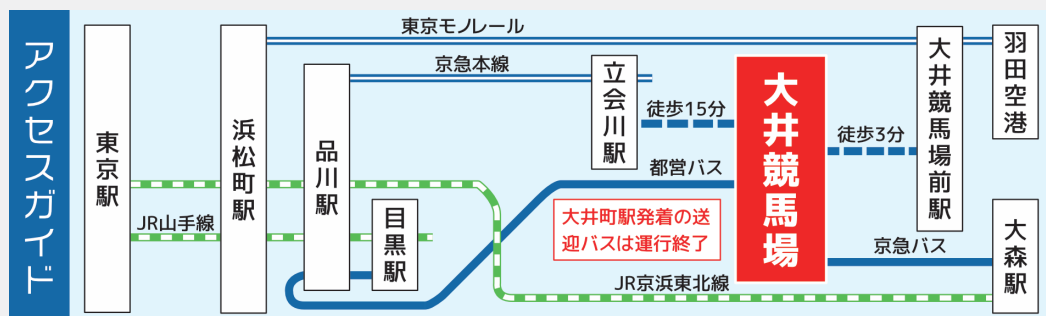 アクセスガイド
東京駅
浜松町駅
品川駅
目黒駅
立会川駅
大井競馬場
大井競馬場前駅
羽田空港
大森駅
東京モノレール
京急本線
徒歩15分
徒歩3分
都営バス
JR山手線
大井町駅発着の送
迎バスは運行終了
京急バス
JR京浜東北線